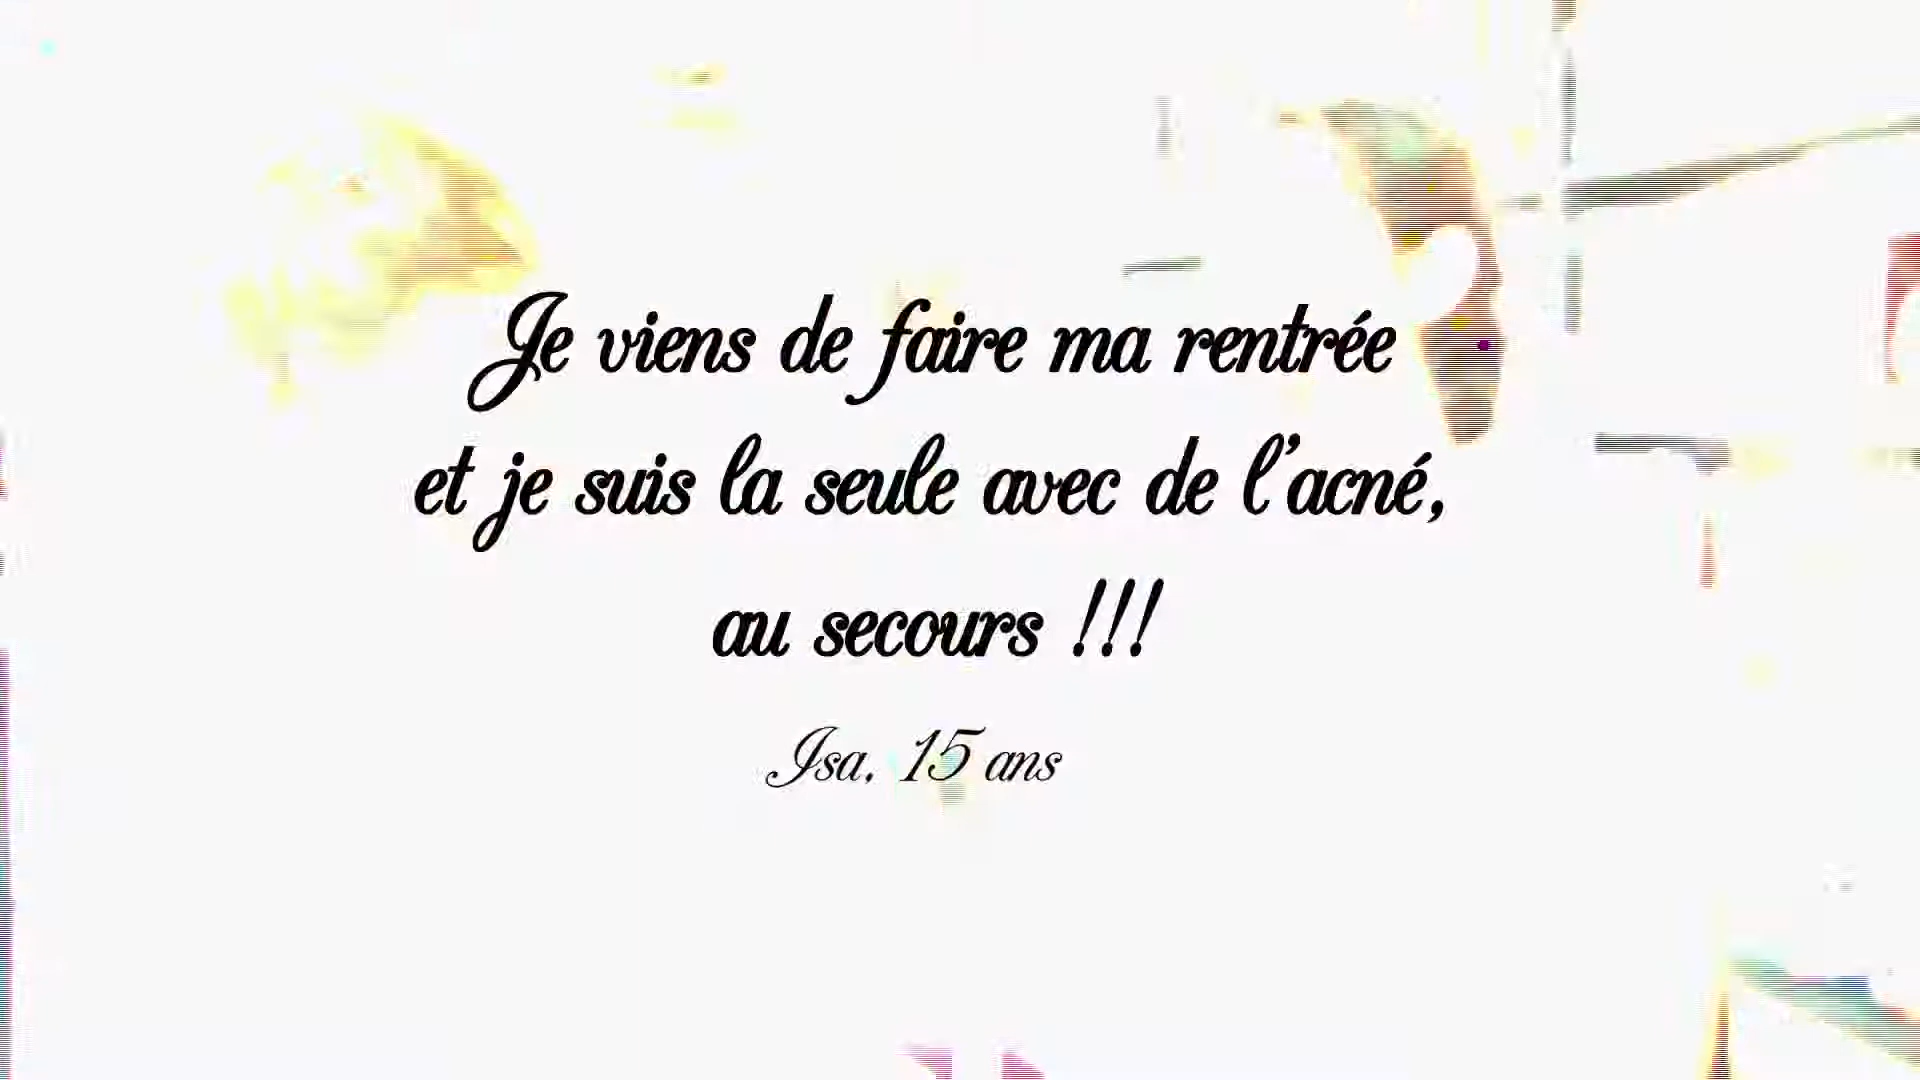 Je viens de faire ma rentrée
et je suis la seule avec de l'acné,
au secours !!!
Isa, 15 ans